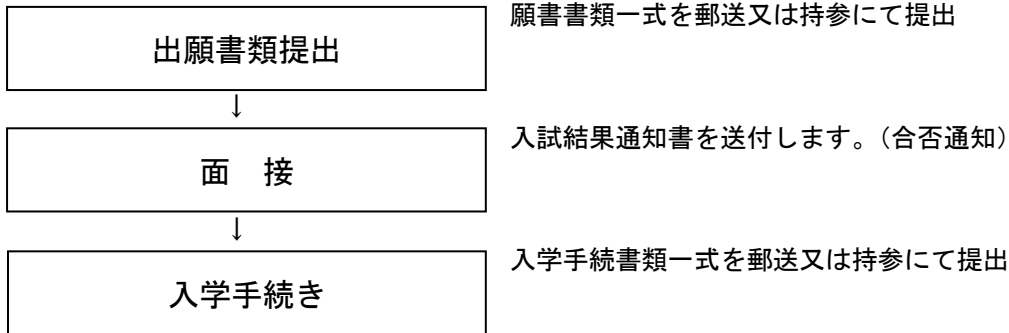 願書書類一式を郵送又は持参にて提出
出願書類提出
↓
入試結果通知書を送付します。（合否通知）
面　接
↓
入学手続書類一式を郵送又は持参にて提出
入学手続き